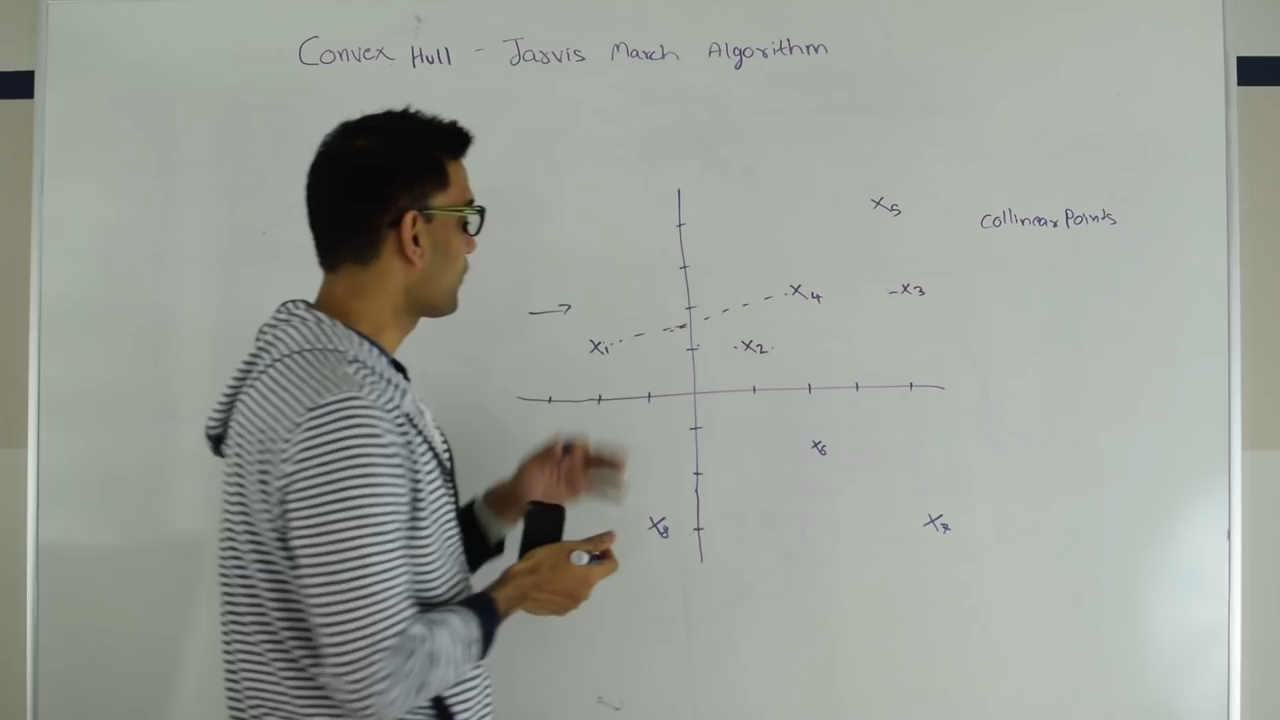 Convex Hull - Jarvis March Algorithm
x5
Collinear Points
x4
x3
x1
x2
x6
x8
x7